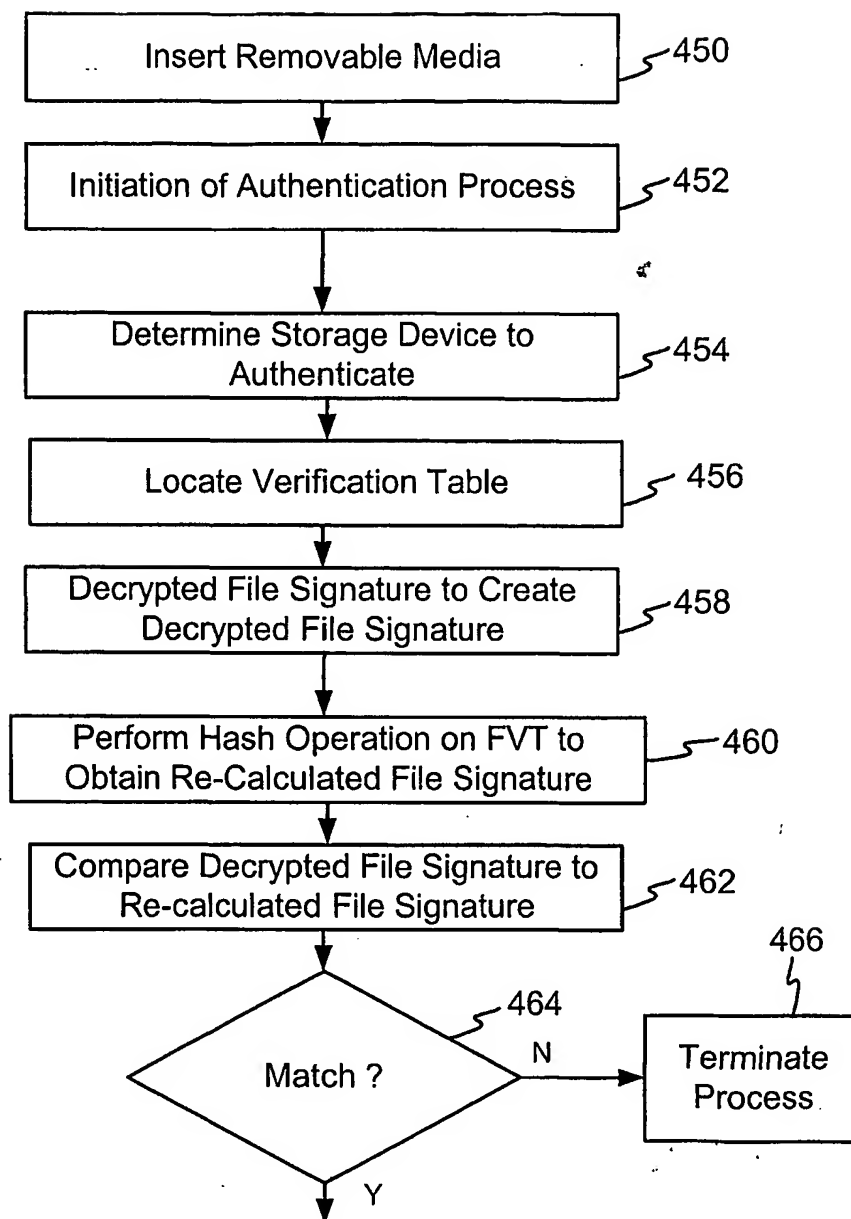 Insert Removable Media
450
Initiation of Authentication Process
452
Determine Storage Device to
Authenticate
454
Locate Verification Table
456
Decrypted File Signature to Create
Decrypted File Signature
458
Perform Hash Operation on FVT to
Obtain Re-Calculated File Signature
460
Compare Decrypted File Signature to
Re-calculated File Signature
462
464
Match ?
N
466
Terminate
Process
Y